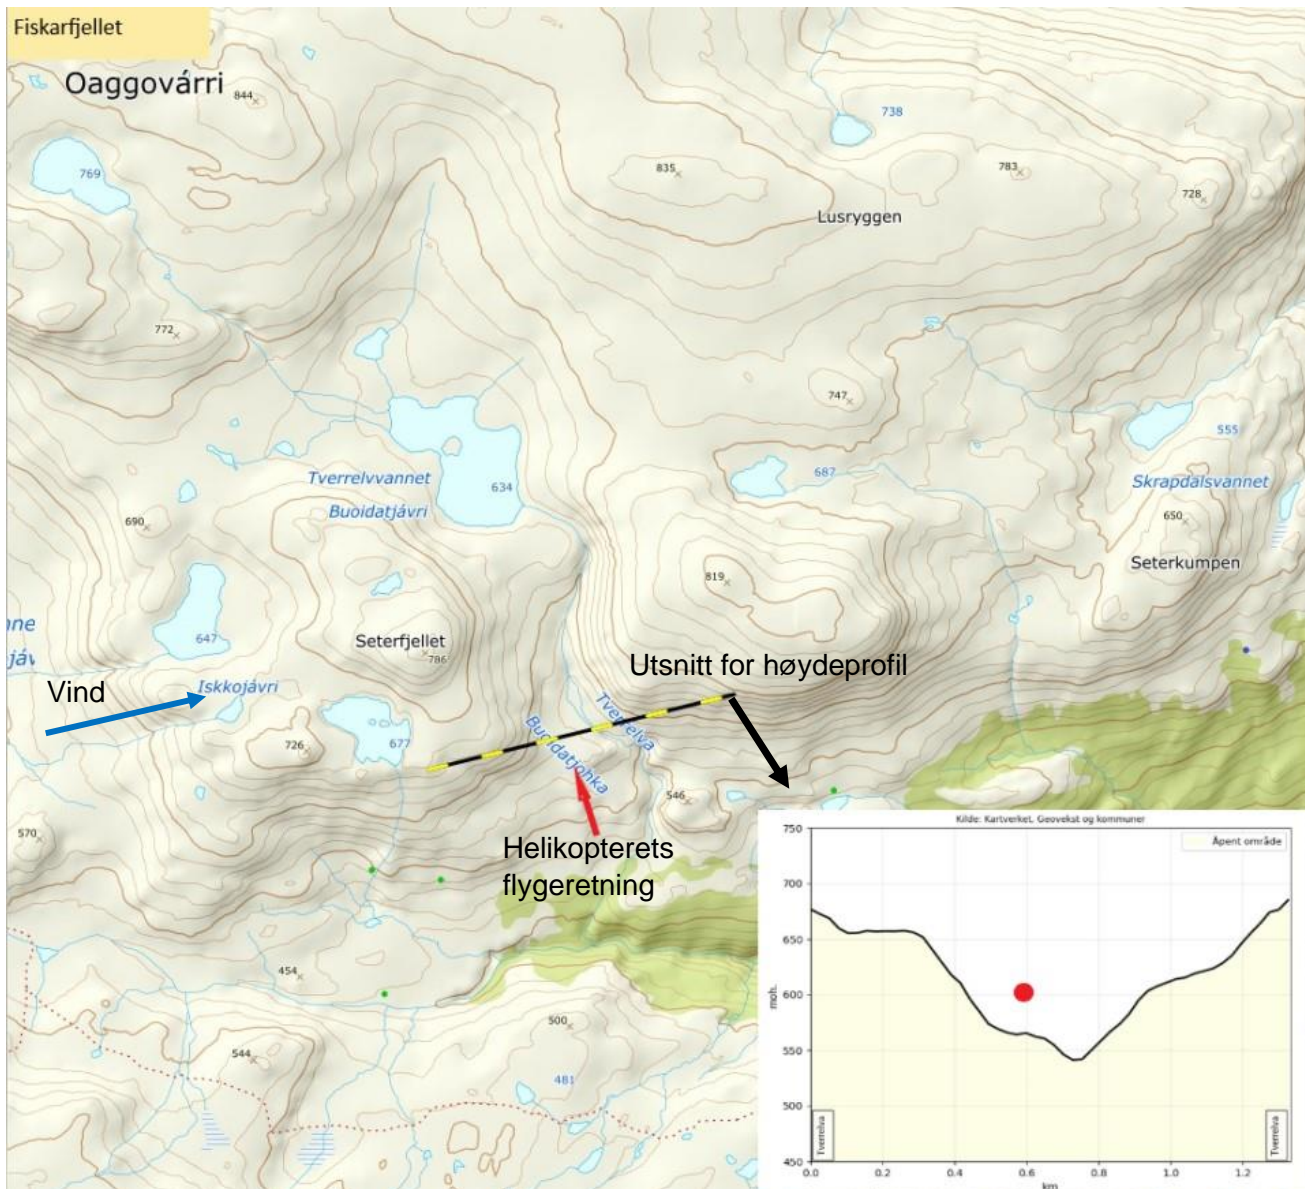 Fiskarfjellet
Oaggovárri
844
738
769
835
783
728
Lusryggen
772
747
555
687
Tverrelvvannet
634
Skrapdalsvannet
Buoidatjávri
690
650
Seterkumpen
819
nne
647
Seterfjellet
786
jáv
Utsnitt for høydeprofil
Vind
Iskkojávri
Tverrelva
Buoidatjohka
726
677
546
570
Helikopterets
flygeretning
454
500
544
481
Kilde: Kartverket, Geovekst og kommuner
Åpent område
750
700
650
600
550
500
450
moh.
Tverrelva
Tverrelva
0.0
0.2
0.4
0.6
0.8
1.0
1.2
km